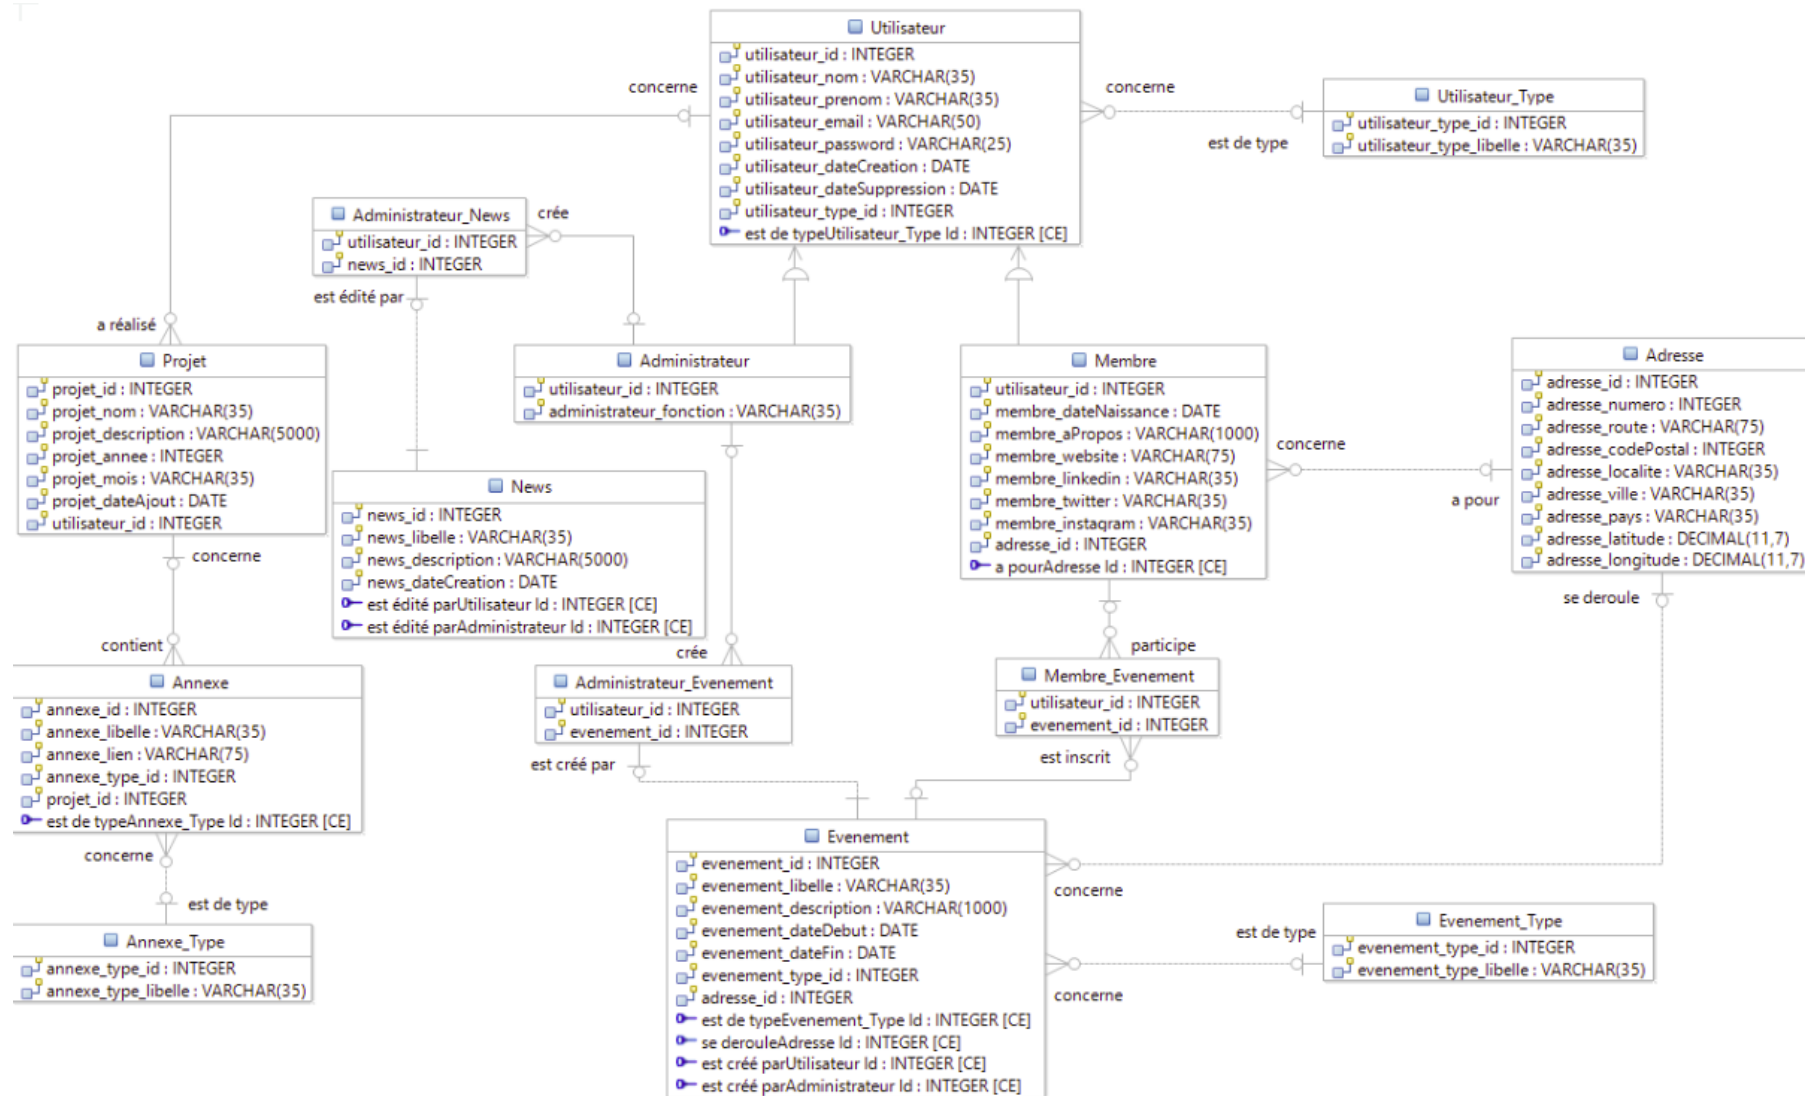 Utilisateur
utilisateur_id : INTEGER
utilisateur_nom : VARCHAR(35)
utilisateur_prenom : VARCHAR(35)
utilisateur_email : VARCHAR(50)
utilisateur_password : VARCHAR(25)
utilisateur_dateCreation : DATE
utilisateur_dateSuppression : DATE
utilisateur_type_id : INTEGER
est de typeUtilisateur_Type Id : INTEGER [CE]
concerne
concerne
est de type
Utilisateur_Type
utilisateur_type_id : INTEGER
utilisateur_type_libelle : VARCHAR(35)
Administrateur_News
utilisateur_id : INTEGER
news_id : INTEGER
crée
est édité par
a réalisé
Projet
projet_id : INTEGER
projet_nom : VARCHAR(35)
projet_description : VARCHAR(5000)
projet_annee : INTEGER
projet_mois : VARCHAR(35)
projet_dateAjout : DATE
utilisateur_id : INTEGER
concerne
Administrateur
utilisateur_id : INTEGER
administrateur_fonction : VARCHAR(35)
Membre
utilisateur_id : INTEGER
membre_dateNaissance : DATE
membre_aPropos : VARCHAR(1000)
membre_website : VARCHAR(75)
membre_linkedin : VARCHAR(35)
membre_twitter : VARCHAR(35)
membre_instaqram : VARCHAR(35)
adresse_id : INTEGER
a pourAdresse Id : INTEGER [CE]
concerne
a pour
Adresse
adresse_id : INTEGER
adresse_numero : INTEGER
adresse_route : VARCHAR(75)
adresse_codePostal : INTEGER
adresse_localite : VARCHAR(35)
adresse_ville : VARCHAR(35)
adresse_pays : VARCHAR(35)
adresse_latitude : DECIMAL(11,7)
adresse_longitude : DECIMAL(11,7)
se deroule
News
news_id : INTEGER
news_libelle : VARCHAR(35)
news_description : VARCHAR(5000)
news_dateCreation : DATE
est édité parUtilisateur Id : INTEGER [CE]
est édité parAdministrateur Id : INTEGER [CE]
contient
Annexe
annexe_id : INTEGER
annexe_libelle : VARCHAR(35)
annexe_lien : VARCHAR(75)
annexe_type_id : INTEGER
projet_id : INTEGER
est de typeAnnexe_Type Id : INTEGER [CE]
concerne
est de type
Annexe_Type
annexe_type_id : INTEGER
annexe_type_libelle : VARCHAR(35)
crée
Administrateur_Evenement
utilisateur_id : INTEGER
evenement_id : INTEGER
est créé par
participe
Membre_Evenement
utilisateur_id : INTEGER
evenement_id : INTEGER
est inscrit
Evenement
evenement_id : INTEGER
evenement_libelle : VARCHAR(35)
evenement_description : VARCHAR(1000)
evenement_dateDebut : DATE
evenement_dateFin : DATE
evenement_type_id : INTEGER
adresse_id : INTEGER
est de typeEvenement_Type Id : INTEGER [CE]
se derouleAdresse Id : INTEGER [CE]
est créé parUtilisateur Id : INTEGER [CE]
est créé parAdministrateur Id : INTEGER [CE]
concerne
est de type
concerne
Evenement_Type
evenement_type_id : INTEGER
evenement_type_libelle : VARCHAR(35)